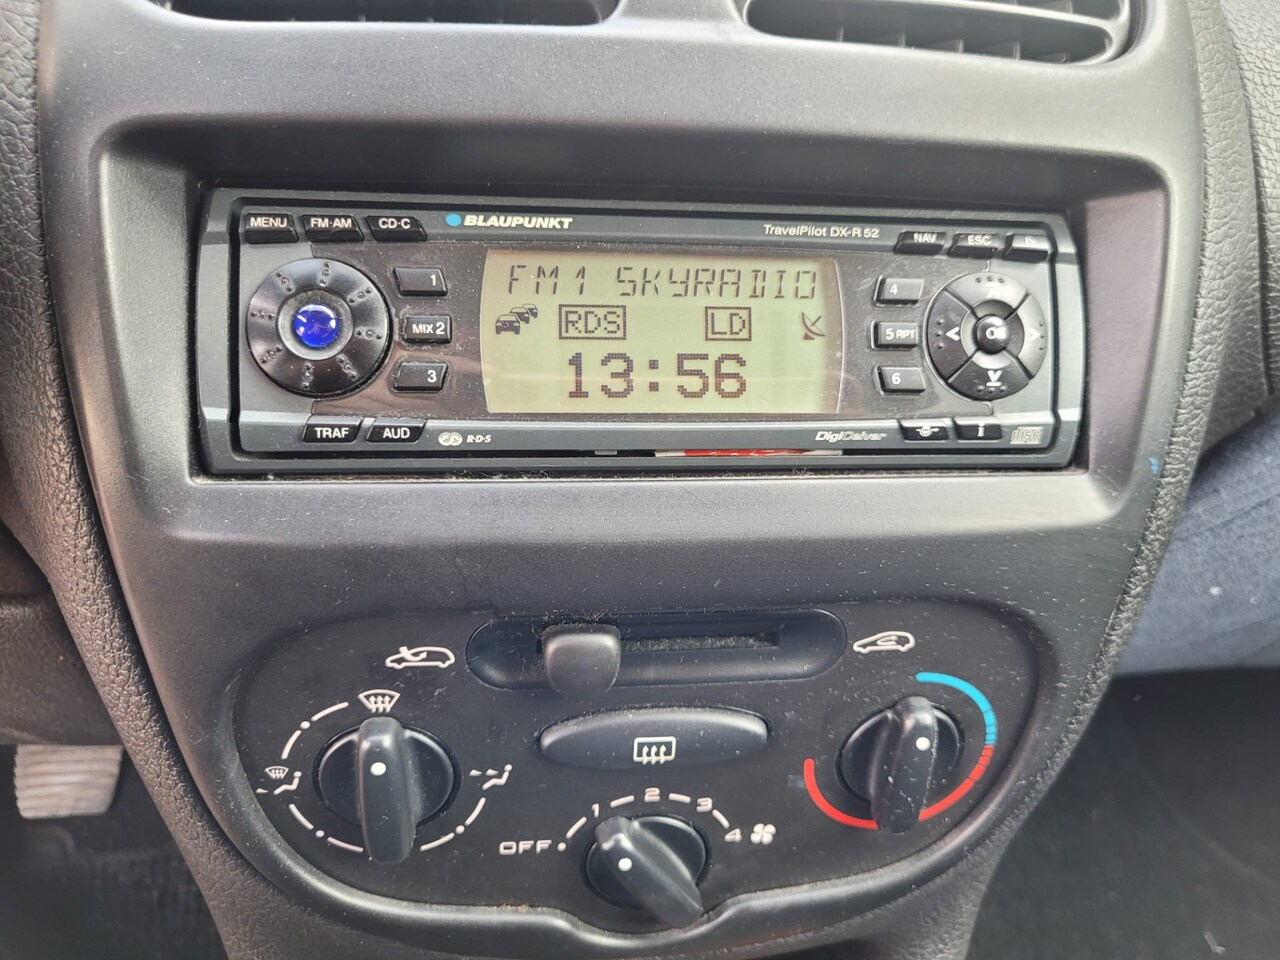 MENU FM·AM CD·C BLAUPUNKT TravelPilot DX-R 52 NAV ESC
FM1 SKYRADIO
1 4
RDS LD
MIX 2 5 RPT OK
13:56
3 6
TRAF AUD R·D·S DigiCeiver i
1 2 3
OFF 4